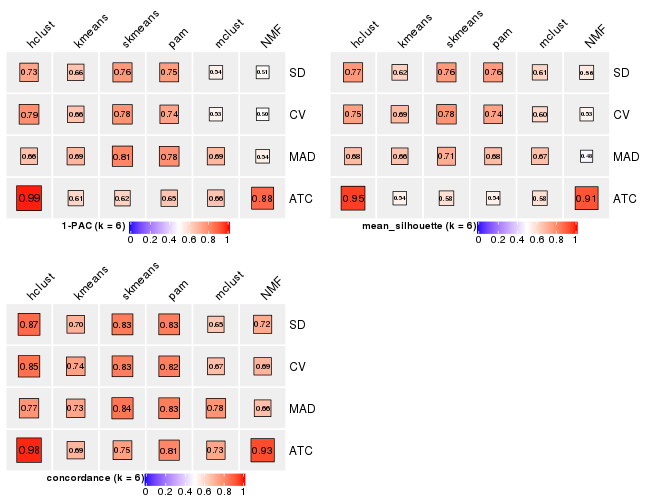 hclust kmeans skmeans pam mclust NMF
0.73 0.66 0.76 0.75 0.54 0.51 SD
0.79 0.66 0.78 0.74 0.53 0.50 CV
0.66 0.69 0.81 0.78 0.69 0.54 MAD
0.99 0.61 0.62 0.65 0.66 0.88 ATC
1-PAC (k = 6)
0 0.2 0.4 0.6 0.8 1
hclust kmeans skmeans pam mclust NMF
0.77 0.62 0.76 0.76 0.61 0.56 SD
0.75 0.69 0.78 0.74 0.60 0.53 CV
0.68 0.66 0.71 0.68 0.67 0.48 MAD
0.95 0.54 0.58 0.54 0.58 0.91 ATC
mean_silhouette (k = 6)
0 0.2 0.4 0.6 0.8 1
hclust kmeans skmeans pam mclust NMF
0.87 0.70 0.83 0.83 0.65 0.72 SD
0.85 0.74 0.83 0.82 0.67 0.69 CV
0.77 0.73 0.84 0.83 0.78 0.66 MAD
0.98 0.69 0.75 0.81 0.73 0.93 ATC
concordance (k = 6)
0 0.2 0.4 0.6 0.8 1